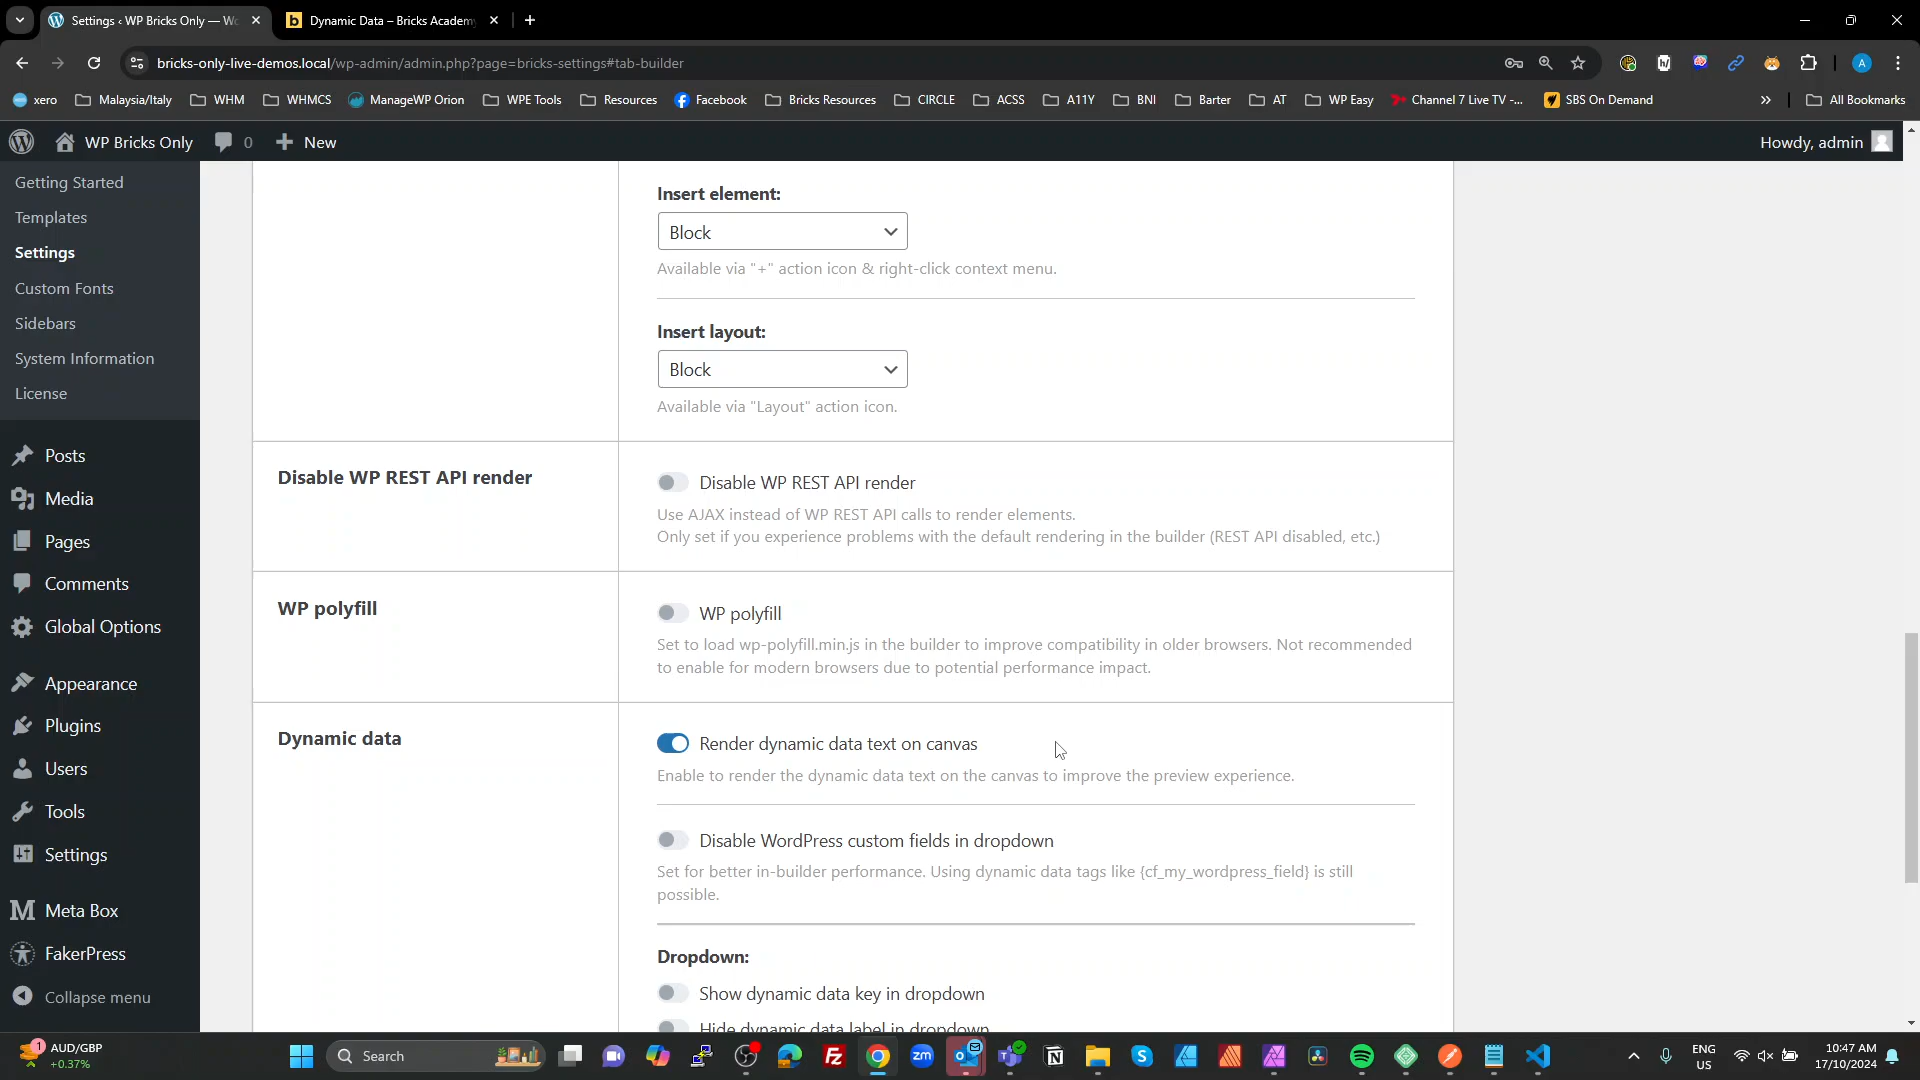 Settings ‹ WP Bricks Only — Wo
Dynamic Data – Bricks Academy
bricks-only-live-demos.local/wp-admin/admin.php?page=bricks-settings#tab-builder
A
xero
Malaysia/Italy
WHM
WHMCS
ManageWP Orion
WPE Tools
Resources
Facebook
Bricks Resources
CIRCLE
ACSS
A11Y
BNI
Barter
AT
WP Easy
Channel 7 Live TV -...
SBS On Demand
All Bookmarks
WP Bricks Only
0
New
Howdy, admin
Getting Started
Templates
Settings
Custom Fonts
Sidebars
System Information
License
Posts
Media
Pages
Comments
Global Options
Appearance
Plugins
Users
Tools
Settings
Meta Box
FakerPress
Collapse menu
Insert element:
Block
Available via "+" action icon & right-click context menu.
Insert layout:
Block
Available via "Layout" action icon.
Disable WP REST API render
Disable WP REST API render
Use AJAX instead of WP REST API calls to render elements.
Only set if you experience problems with the default rendering in the builder (REST API disabled, etc.)
WP polyfill
WP polyfill
Set to load wp-polyfill.min.js in the builder to improve compatibility in older browsers. Not recommended
to enable for modern browsers due to potential performance impact.
Dynamic data
Render dynamic data text on canvas
Enable to render the dynamic data text on the canvas to improve the preview experience.
Disable WordPress custom fields in dropdown
Set for better in-builder performance. Using dynamic data tags like {cf_my_wordpress_field} is still
possible.
Dropdown:
Show dynamic data key in dropdown
Hide dynamic data label in dropdown
1
AUD/GBP
+0.37%
Search
zm
ENG
US
10:47 AM
17/10/2024